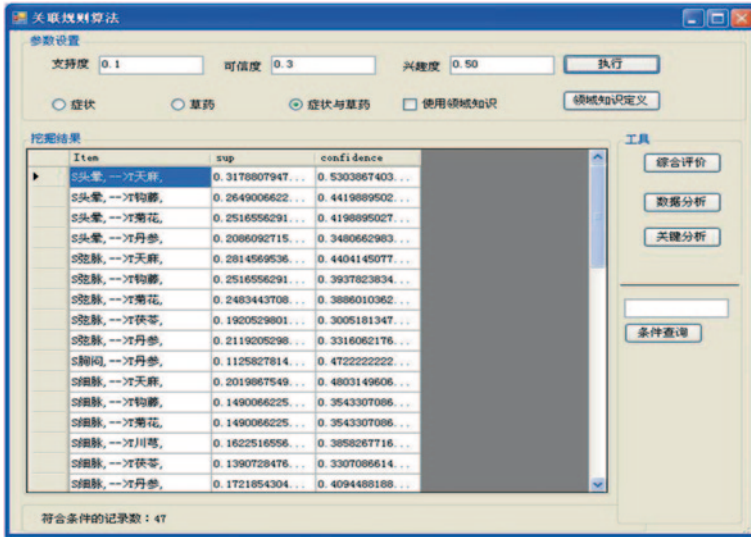 关联规则算法
参数设置
支持度 0.1 可信度 0.3 兴趣度 0.50 执行
症状 草药 症状与草药 使用领域知识 领域知识定义
挖掘结果 工具
Item sup confidence
S头晕,-->T天麻, 0.3178807947... 0.5303867403...
S头晕,-->T钩藤, 0.2649006622... 0.4419889502...
S头晕,-->T菊花, 0.2516556291... 0.4198895027...
S头晕,-->T丹参, 0.2086092715... 0.3480662983...
S弦脉,-->T天麻, 0.2814569536... 0.4404145077...
S弦脉,-->T钩藤, 0.2516556291... 0.3937823834...
S弦脉,-->T菊花, 0.2483443708... 0.3886010362...
S弦脉,-->T茯苓, 0.1920529801... 0.3005181347...
S弦脉,-->T丹参, 0.2119205298... 0.3316062176...
S胸闷,-->T丹参, 0.1125827814... 0.4722222222...
S细脉,-->T天麻, 0.2019867549... 0.4803149606...
S细脉,-->T钩藤, 0.1490066225... 0.3543307086...
S细脉,-->T菊花, 0.1490066225... 0.3543307086...
S细脉,-->T川芎, 0.1622516556... 0.3858267716...
S细脉,-->T茯苓, 0.1390728476... 0.3307086614...
S细脉,-->T丹参, 0.1721854304... 0.4094488188...
综合评价
数据分析
关键分析
条件查询
符合条件的记录数：47